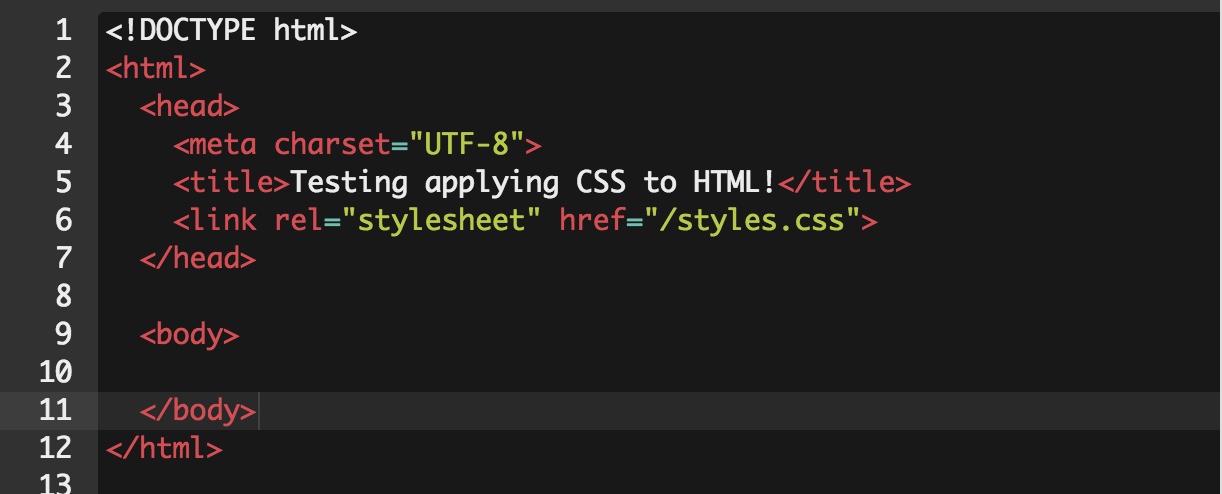 1 <!DOCTYPE html>
2 <html>
3   <head>
4     <meta charset="UTF-8">
5     <title>Testing applying CSS to HTML!</title>
6     <link rel="stylesheet" href="/styles.css">
7   </head>
8
9   <body>
10
11   </body>
12 </html>
13